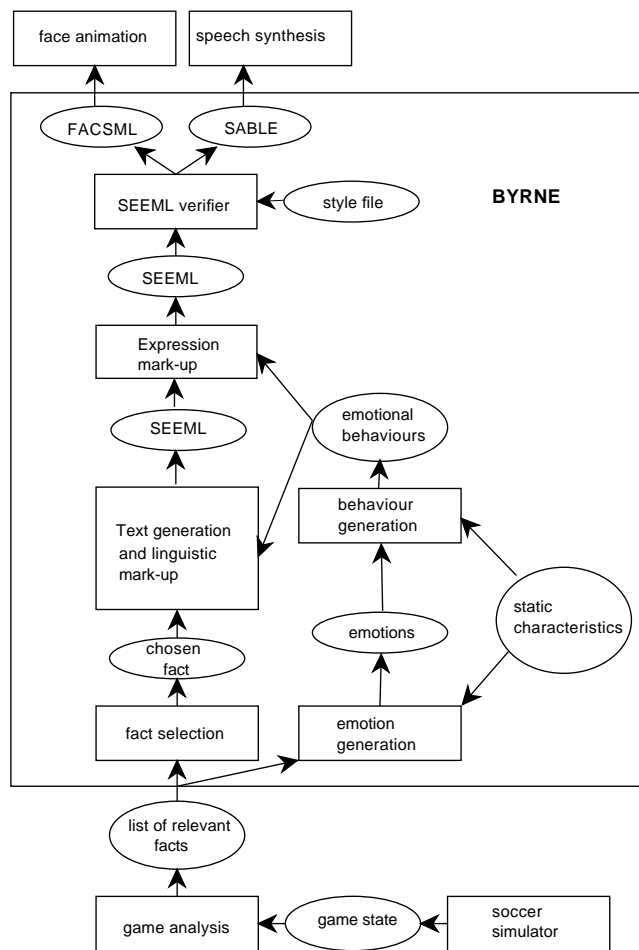 face animation
speech synthesis
FACSML
SABLE
BYRNE
SEEML verifier
style file
SEEML
Expression
mark-up
SEEML
emotional
behaviours
behaviour
generation
Text generation
and linguistic
mark-up
static
characteristics
emotions
chosen
fact
fact selection
emotion
generation
list of relevant
facts
game analysis
game state
soccer
simulator